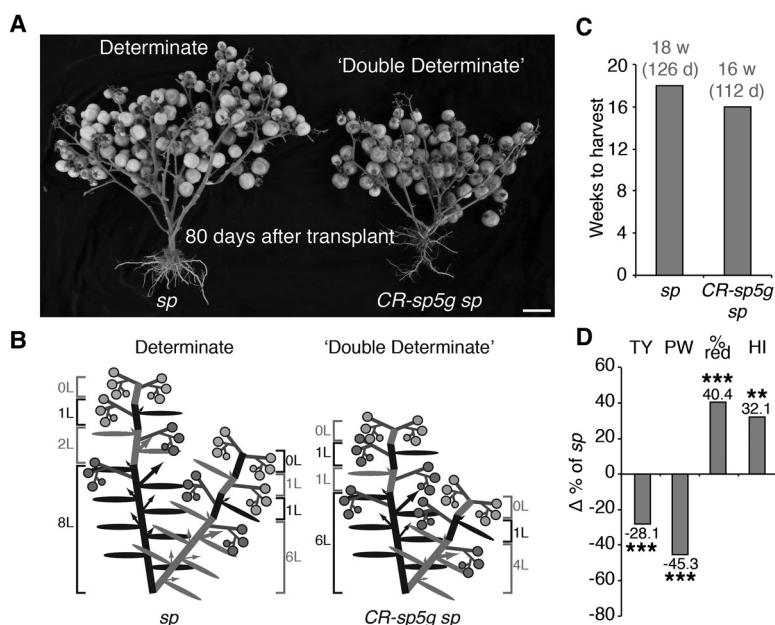 A
Determinate
'Double Determinate'
80 days after transplant
sp
CR-sp5g sp
B
Determinate
'Double Determinate'
0L
1L
2L
8L
0L
1L
1L
6L
sp
0L
1L
1L
6L
0L
1L
4L
CR-sp5g sp
C
18 w
(126 d)
16 w
(112 d)
Weeks to harvest
20
16
12
8
4
0
sp
CR-sp5g
sp
D
TY PW % red HI
Δ % of sp
60
40
20
0
-20
-40
-60
-80
-28.1
***
-45.3
***
***
40.4
**
32.1